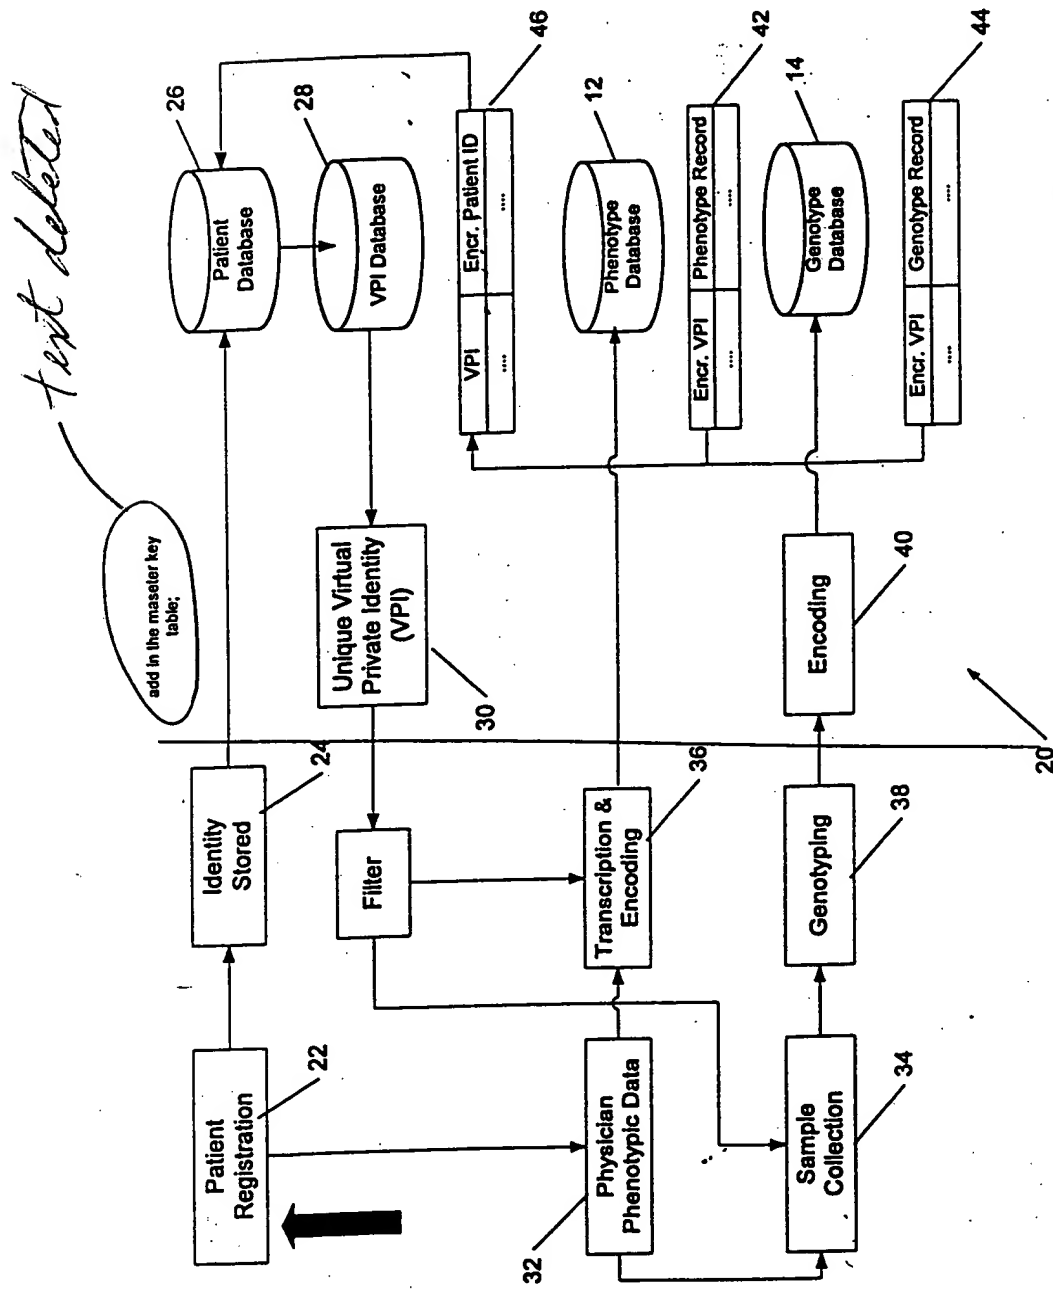 text deleted
add in the maseter key
table;
Patient
Registration
22
Identity
Stored
24
Patient
Database
26
VPI Database
28
Unique Virtual
Private Identity
(VPI)
30
Filter
VPI
Encr. Patient ID
....
....
46
Physician
Phenotypic Data
32
Transcription &
Encoding
36
Phenotype
Database
12
Encr. VPI
Phenotype Record
....
....
42
Sample
Collection
34
Genotyping
38
Encoding
40
Genotype
Database
14
Encr. VPI
Genotype Record
....
....
44
20